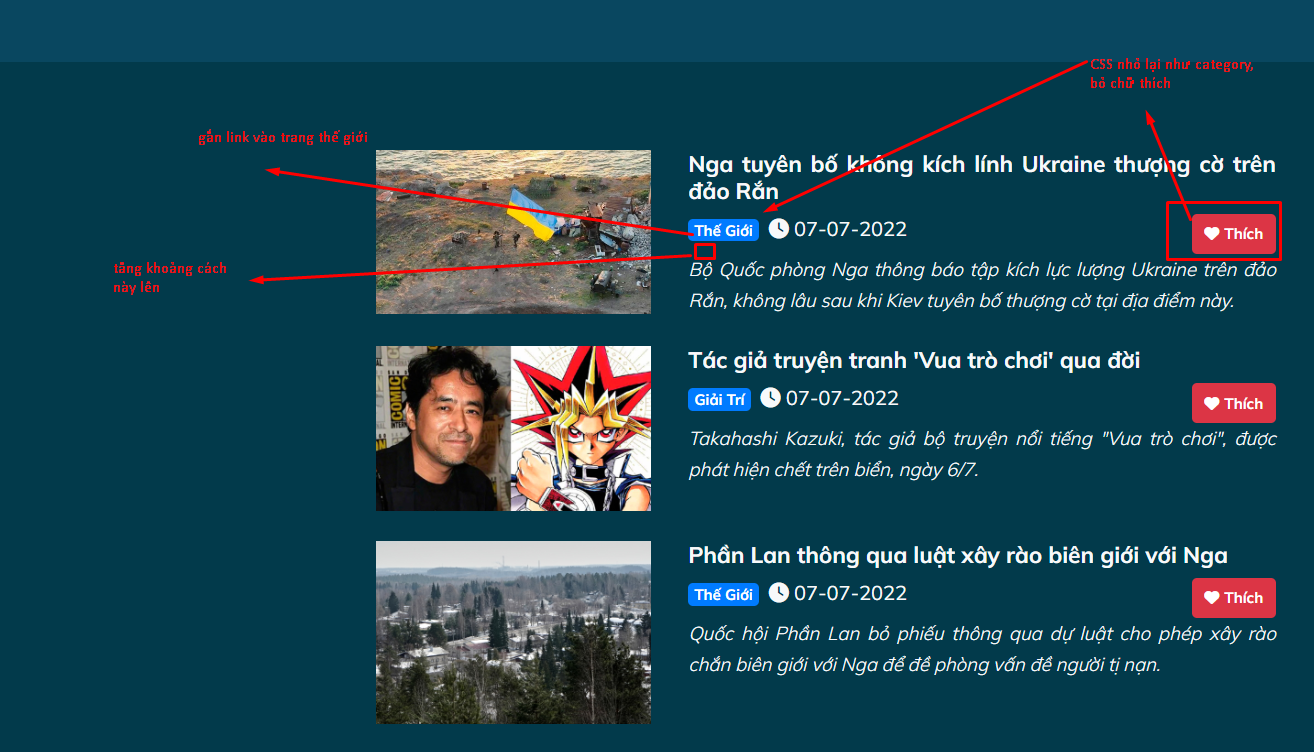 CSS nhỏ lại như category,
bỏ chữ thích
gắn link vào trang thế giới
Nga tuyên bố không kích lính Ukraine thượng cờ trên
đảo Rắn
Thế Giới 07-07-2022 Thích
tăng khoảng cách
này lên
Bộ Quốc phòng Nga thông báo tập kích lực lượng Ukraine trên đảo
Rắn, không lâu sau khi Kiev tuyên bố thượng cờ tại địa điểm này.
Tác giả truyện tranh 'Vua trò chơi' qua đời
Giải Trí 07-07-2022 Thích
Takahashi Kazuki, tác giả bộ truyện nổi tiếng "Vua trò chơi", được
phát hiện chết trên biển, ngày 6/7.
Phần Lan thông qua luật xây rào biên giới với Nga
Thế Giới 07-07-2022 Thích
Quốc hội Phần Lan bỏ phiếu thông qua dự luật cho phép xây rào
chắn biên giới với Nga để đề phòng vấn đề người tị nạn.